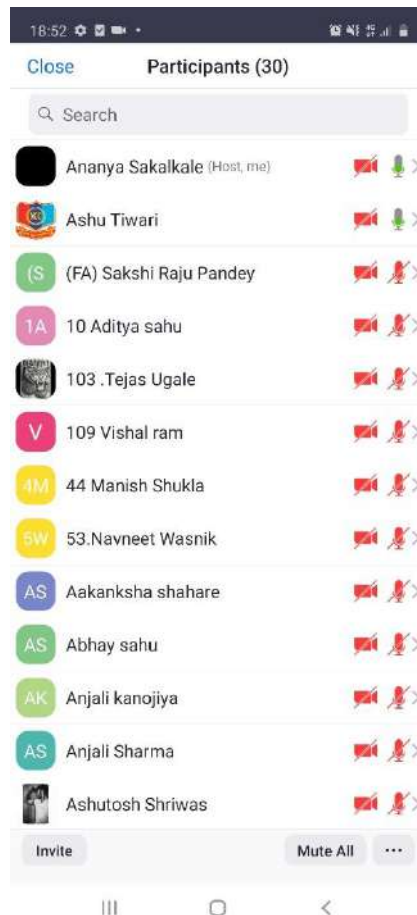 18:52
Close Participants (30)
Search
Ananya Sakalkale (Host, me)
Ashu Tiwari
(S (FA) Sakshi Raju Pandey
1A 10 Aditya sahu
103 .Tejas Ugale
V 109 Vishal ram
4M 44 Manish Shukla
5W 53.Navneet Wasnik
AS Aakanksha shahare
AS Abhay sahu
AK Anjali kanojiya
AS Anjali Sharma
Ashutosh Shriwas
Invite Mute All ...